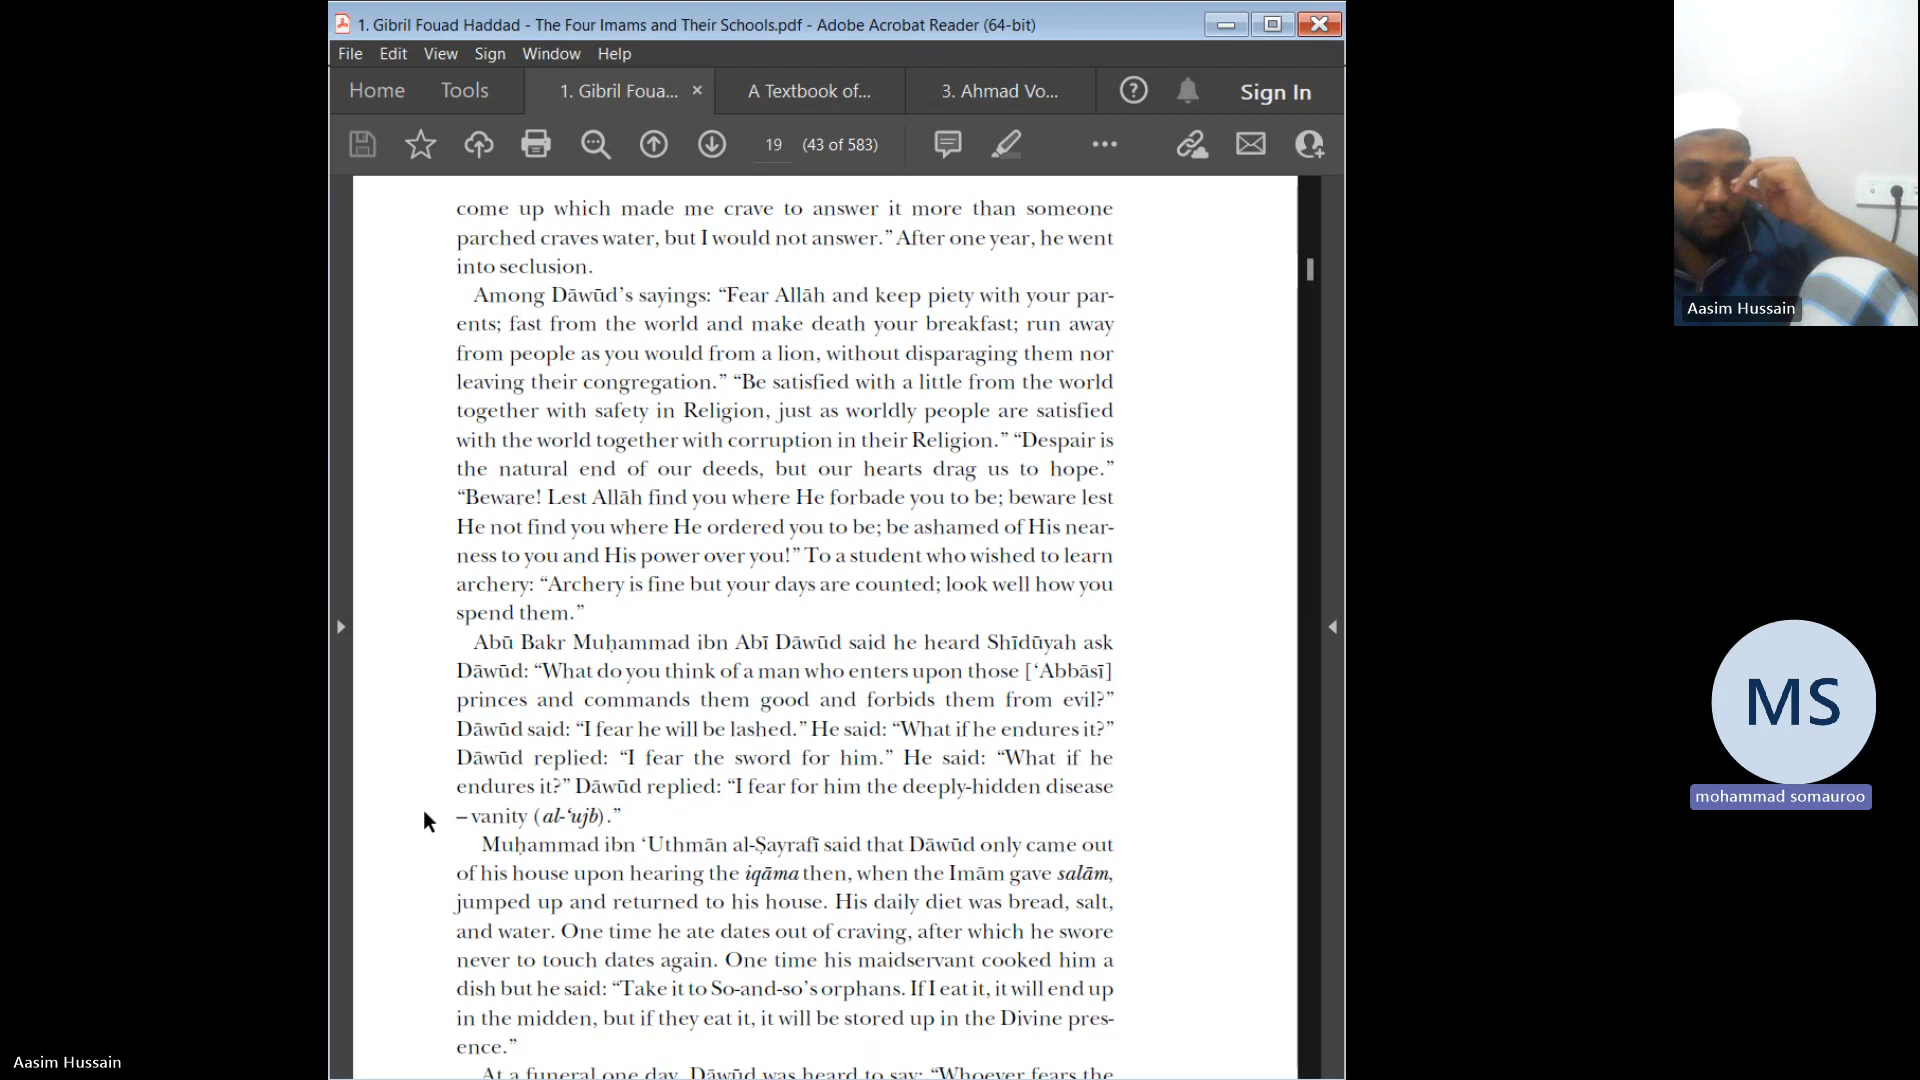 1. Gibril Fouad Haddad - The Four Imams and Their Schools.pdf - Adobe Acrobat Reader (64-bit)
File Edit View Sign Window Help
Home Tools 1. Gibril Foua... × A Textbook of... 3. Ahmad Vo... Sign In
19 (43 of 583)
come up which made me crave to answer it more than someone
parched craves water, but I would not answer.” After one year, he went
into seclusion.
Among Dāwūd’s sayings: “Fear Allāh and keep piety with your par-
ents; fast from the world and make death your breakfast; run away
from people as you would from a lion, without disparaging them nor
leaving their congregation.” “Be satisfied with a little from the world
together with safety in Religion, just as worldly people are satisfied
with the world together with corruption in their Religion.” “Despair is
the natural end of our deeds, but our hearts drag us to hope.”
“Beware! Lest Allāh find you where He forbade you to be; beware lest
He not find you where He ordered you to be; be ashamed of His near-
ness to you and His power over you!” To a student who wished to learn
archery: “Archery is fine but your days are counted; look well how you
spend them.”
Abū Bakr Muḥammad ibn Abī Dāwūd said he heard Shīdūyah ask
Dāwūd: “What do you think of a man who enters upon those [‘Abbāsī]
princes and commands them good and forbids them from evil?”
Dāwūd said: “I fear he will be lashed.” He said: “What if he endures it?”
Dāwūd replied: “I fear the sword for him.” He said: “What if he
endures it?” Dāwūd replied: “I fear for him the deeply-hidden disease
– vanity (al-‘ujb).”
Muḥammad ibn ‘Uthmān al-Ṣayrafī said that Dāwūd only came out
of his house upon hearing the iqāma then, when the Imām gave salām,
jumped up and returned to his house. His daily diet was bread, salt,
and water. One time he ate dates out of craving, after which he swore
never to touch dates again. One time his maidservant cooked him a
dish but he said: “Take it to So-and-so’s orphans. If I eat it, it will end up
in the midden, but if they eat it, it will be stored up in the Divine pres-
ence.”
At a funeral one day, Dāwūd was heard to say: “Whoever fears the
Aasim Hussain
MS
mohammad somauroo
Aasim Hussain